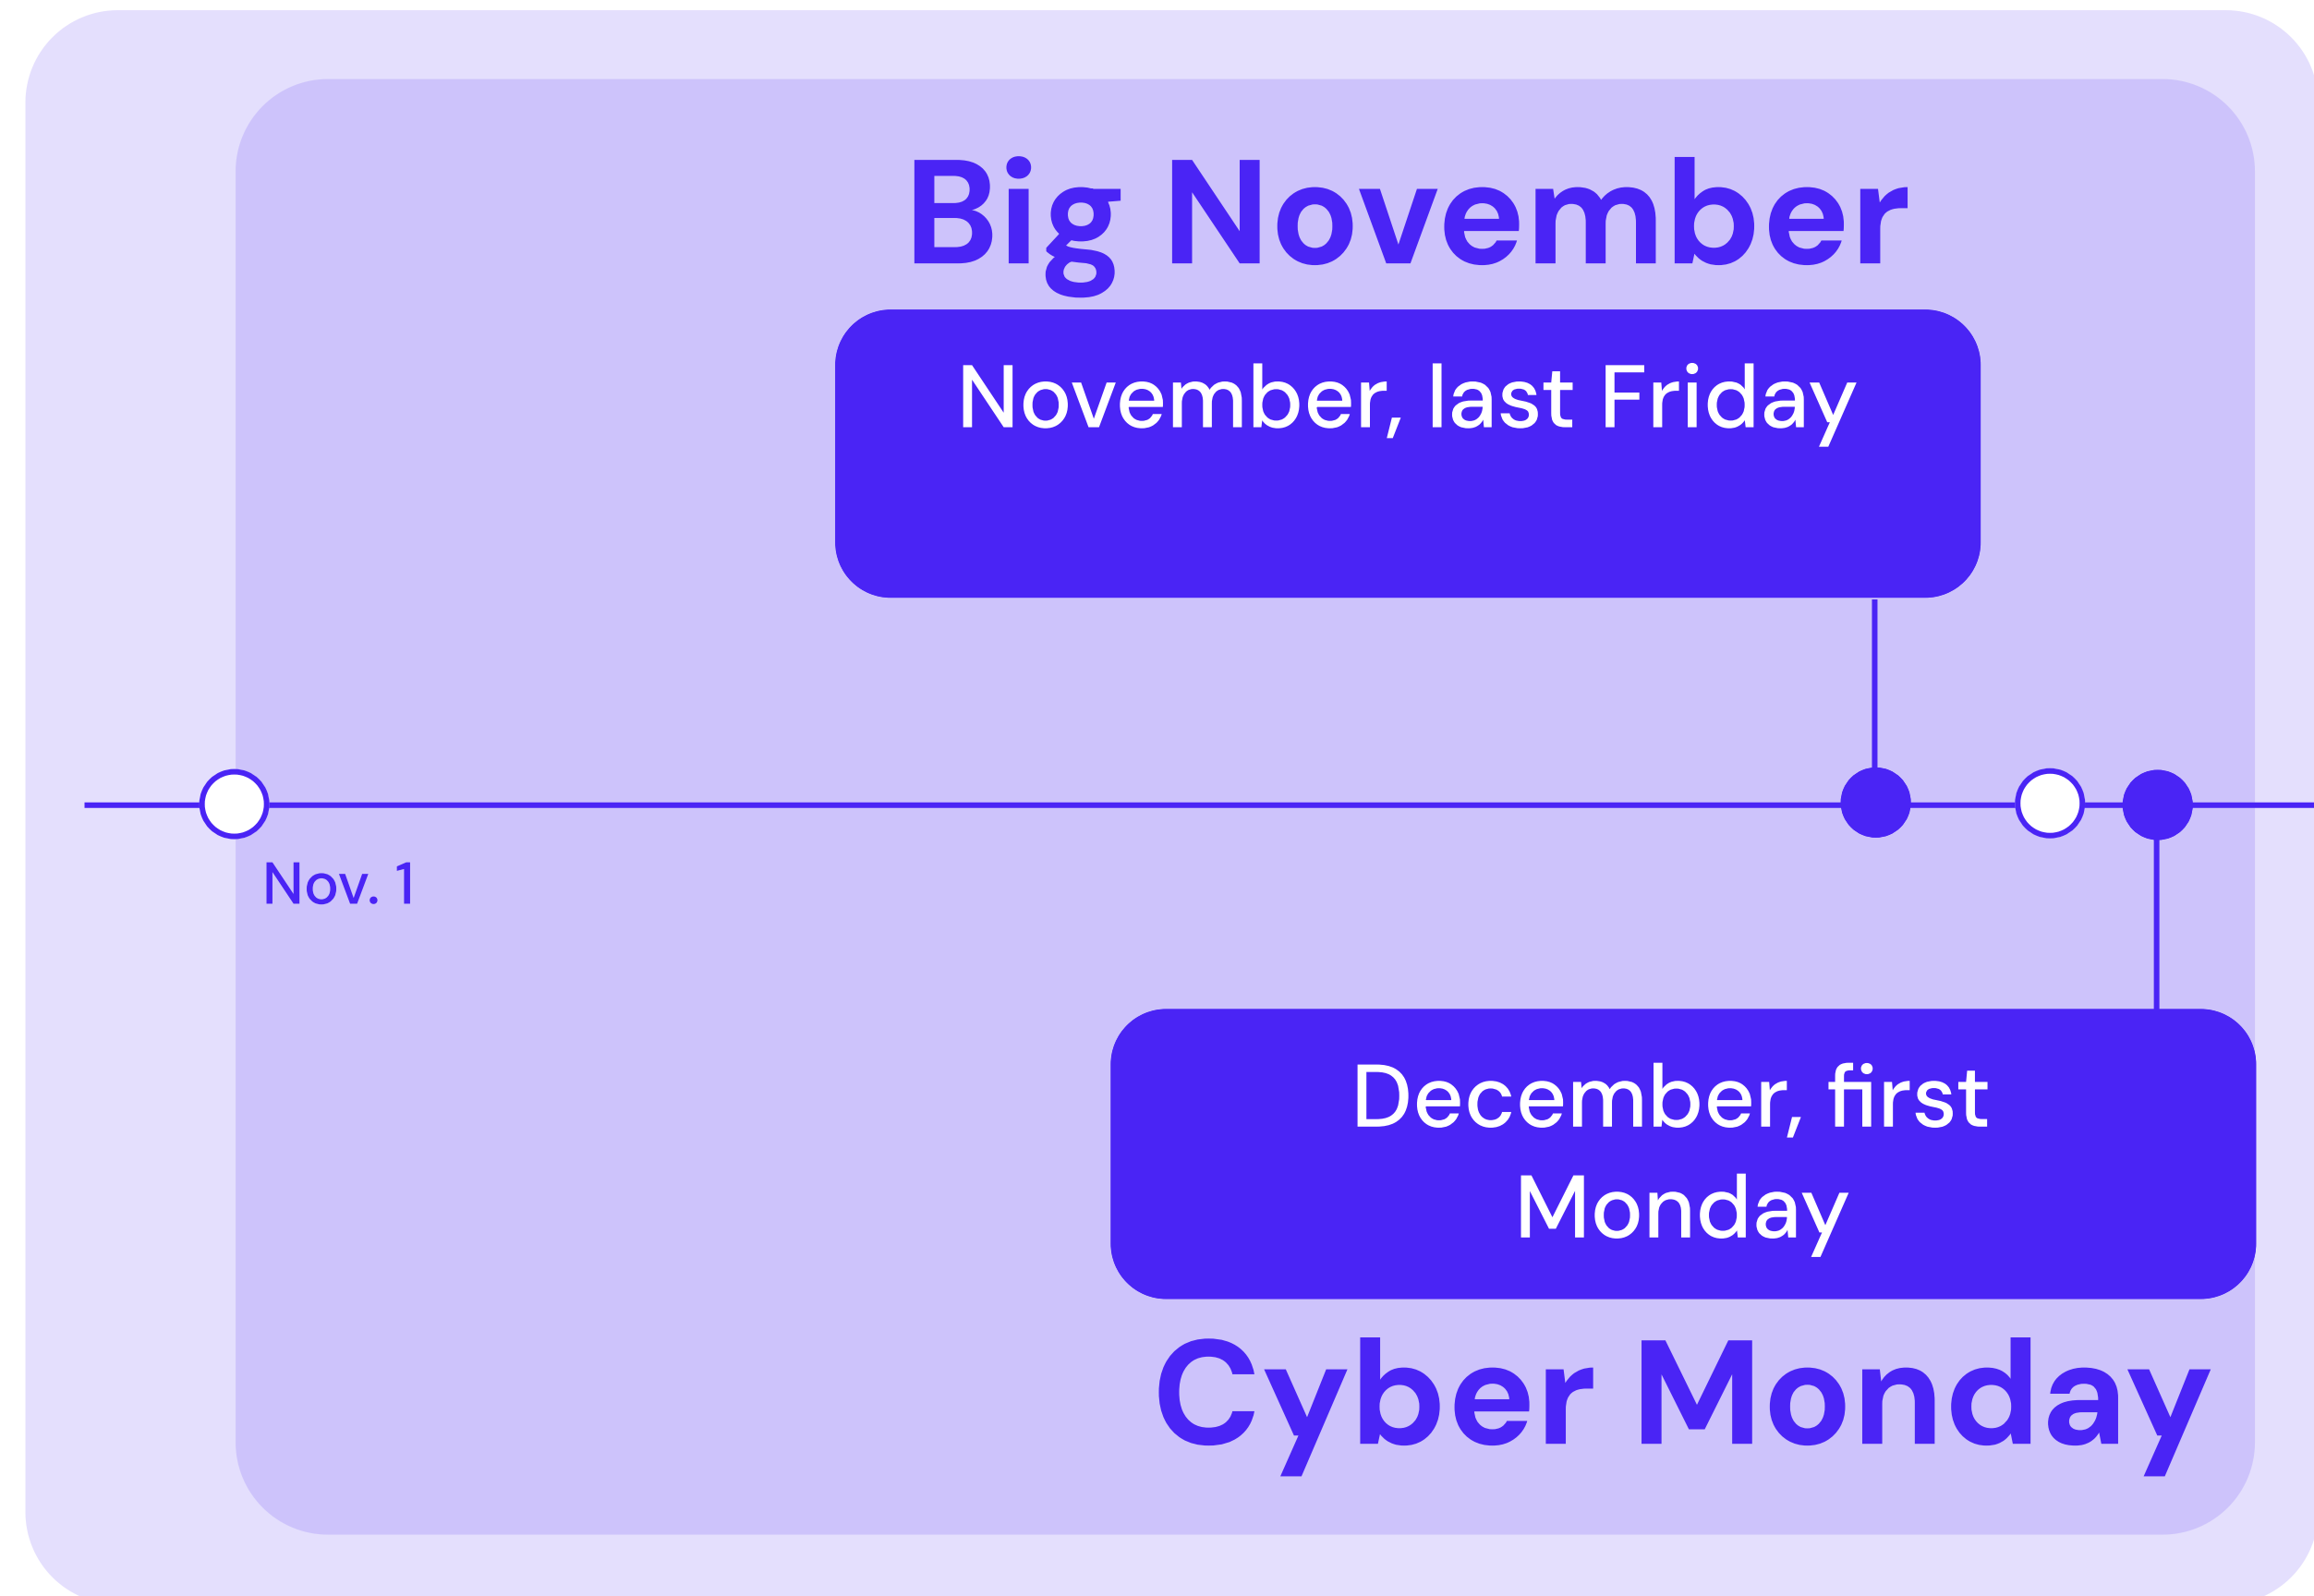 Big November
November, last Friday
Nov. 1
December, first
Monday
Cyber Monday